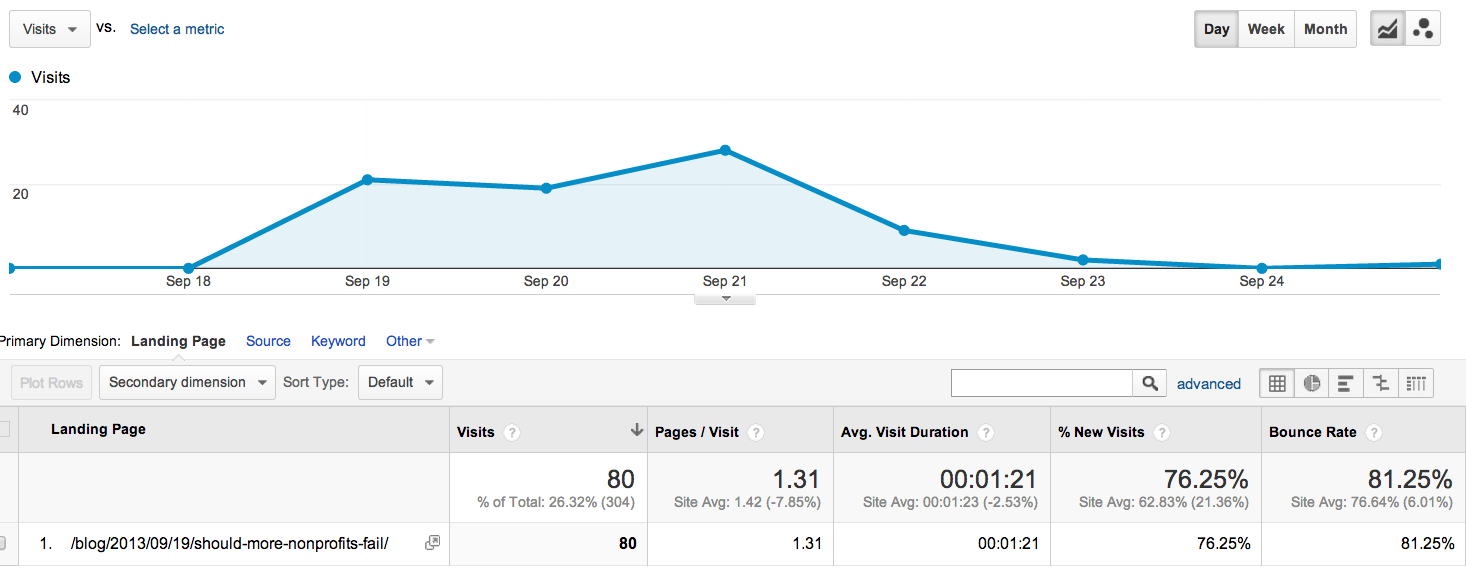 Visits vs. Select a metric Day Week Month
Visits
40
20
Sep 18 Sep 19 Sep 20 Sep 21 Sep 22 Sep 23 Sep 24
Primary Dimension: Landing Page Source Keyword Other
Plot Rows Secondary dimension Sort Type: Default advanced
Landing Page Visits ? Pages / Visit ? Avg. Visit Duration ? % New Visits ? Bounce Rate ?
80 1.31 00:01:21 76.25% 81.25%
% of Total: 26.32% (304) Site Avg: 1.42 (-7.85%) Site Avg: 00:01:23 (-2.53%) Site Avg: 62.83% (21.36%) Site Avg: 76.64% (6.01%)
1. /blog/2013/09/19/should-more-nonprofits-fail/ 80 1.31 00:01:21 76.25% 81.25%